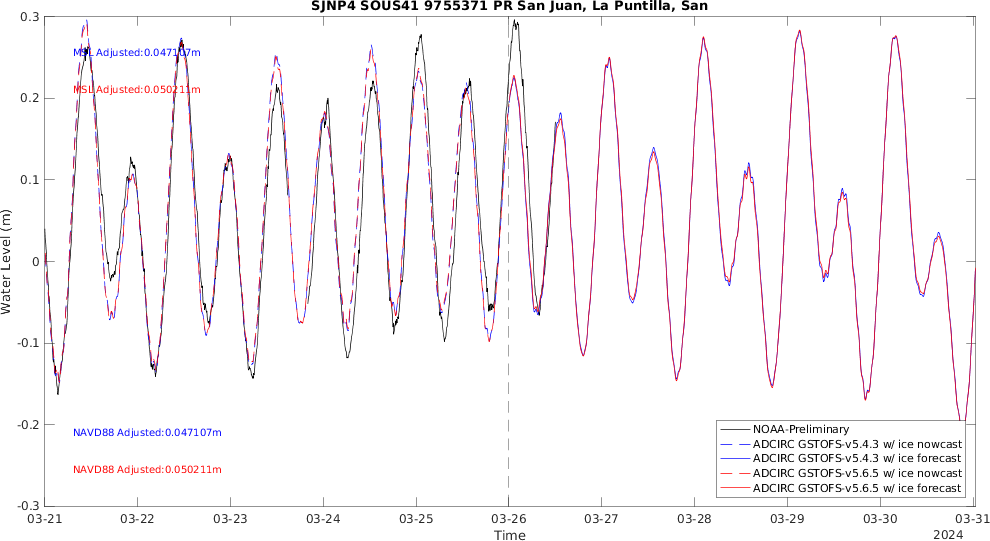 SJNP4 SOUS41 9755371 PR San Juan, La Puntilla, San
0.3
0.2
0.1
0
-0.1
-0.2
-0.3
Water Level (m)
MSL Adjusted:0.047107m
MSL Adjusted:0.050211m
NAVD88 Adjusted:0.047107m
NAVD88 Adjusted:0.050211m
NOAA-Preliminary
ADCIRC GSTOFS-v5.4.3 w/ ice nowcast
ADCIRC GSTOFS-v5.4.3 w/ ice forecast
ADCIRC GSTOFS-v5.6.5 w/ ice nowcast
ADCIRC GSTOFS-v5.6.5 w/ ice forecast
03-21 03-22 03-23 03-24 03-25 03-26 03-27 03-28 03-29 03-30 03-31
Time
2024